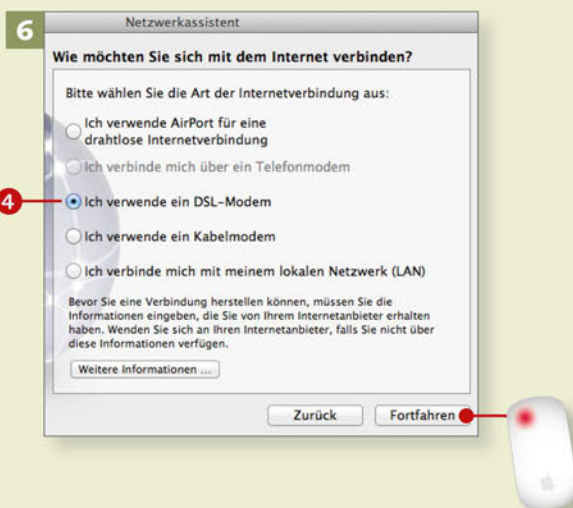 6
Netzwerkassistent
Wie möchten Sie sich mit dem Internet verbinden?
Bitte wählen Sie die Art der Internetverbindung aus:
Ich verwende AirPort für eine
drahtlose Internetverbindung
Ich verbinde mich über ein Telefonmodem
4
Ich verwende ein DSL-Modem
Ich verwende ein Kabelmodem
Ich verbinde mich mit meinem lokalen Netzwerk (LAN)
Bevor Sie eine Verbindung herstellen können, müssen Sie die
Informationen eingeben, die Sie von Ihrem Internetanbieter erhalten
haben. Wenden Sie sich an Ihren Internetanbieter, falls Sie nicht über
diese Informationen verfügen.
Weitere Informationen ...
Zurück
Fortfahren